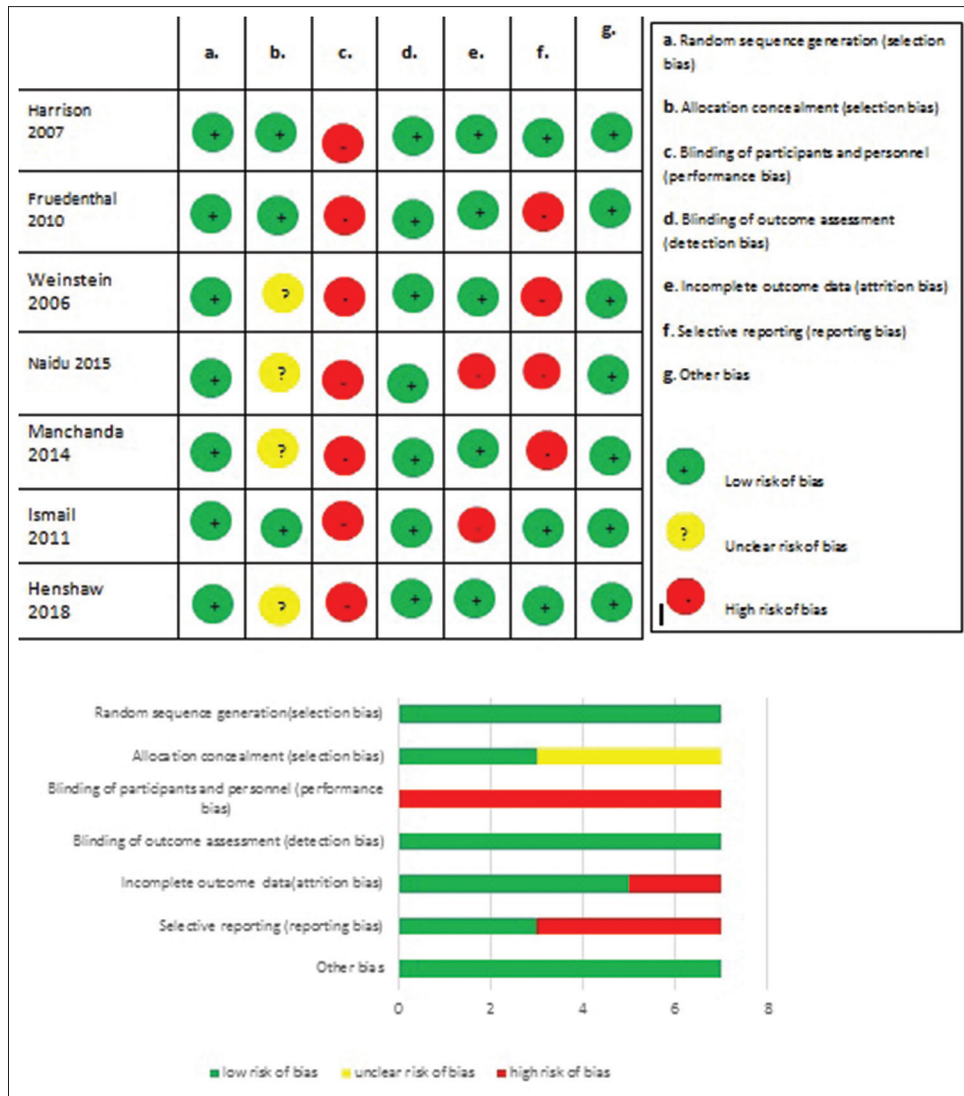 a. b. c. d. e. f. g.
Harrison
2007
+ + - + + + +
Fruedenthal
2010
+ + - + + - +
Weinstein
2006
+ ? - + + - +
Naidu 2015
+ ? - + - - +
Manchanda
2014
+ ? - + + - +
Ismail
2011
+ + - + - + +
Henshaw
2018
+ ? - + + + +
a. Random sequence generation (selection
bias)
b. Allocation concealment (selection bias)
c. Blinding of participants and personnel
(performance bias)
d. Blinding of outcome assessment
(detection bias)
e. Incomplete outcome data (attrition bias)
f. Selective reporting (reporting bias)
g. Other bias
+ Low risk of bias
? Unclear risk of bias
- High risk of bias
Random sequence generation(selection bias)
Allocation concealment (selection bias)
Blinding of participants and personnel (performance
bias)
Blinding of outcome assessment (detection bias)
Incomplete outcome data(attrition bias)
Selective reporting (reporting bias)
Other bias
0 2 4 6 8
low risk of bias unclear risk of bias high risk of bias